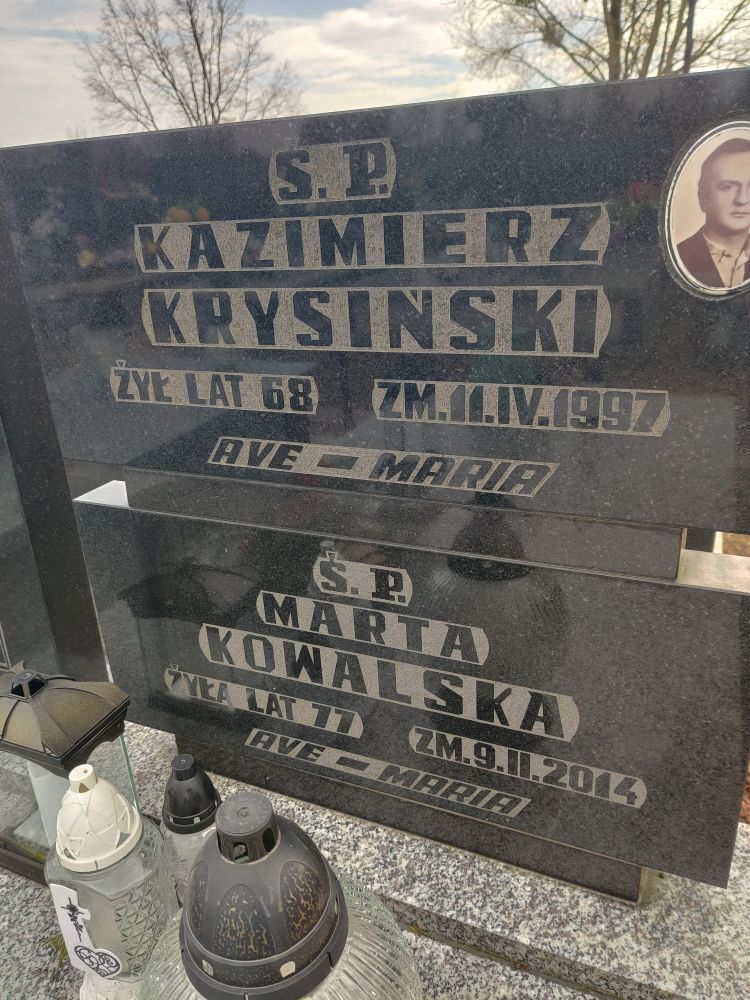 Ś. P.
KAZIMIERZ
KRYSIŃSKI
ŻYŁ LAT 68 ZM. 11. IV. 1997
AVE – MARIA
Ś. P.
MARTA
KOWALSKA
ŻYŁA LAT 77 ZM. 9. II. 2014
AVE – MARIA